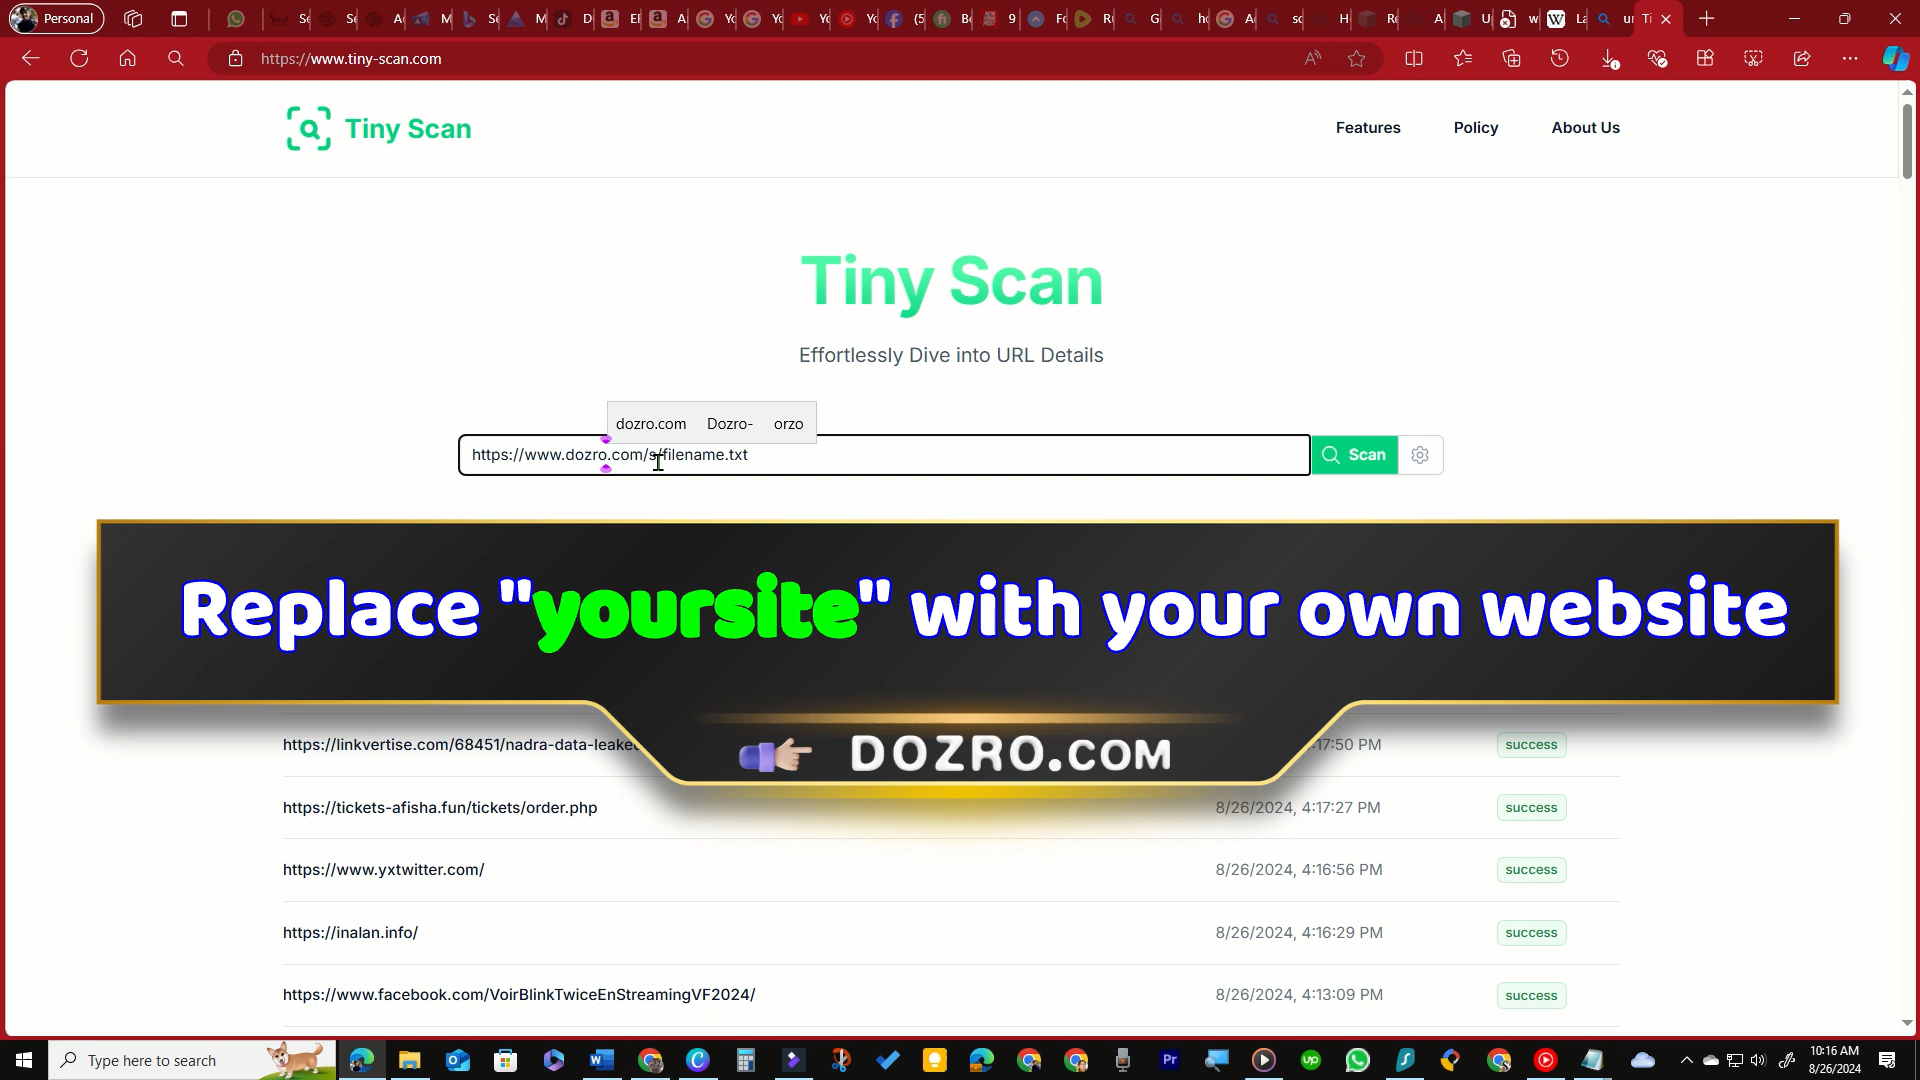 Personal
https://www.tiny-scan.com
Tiny Scan
Features
Policy
About Us
Tiny Scan
Effortlessly Dive into URL Details
dozro.com Dozro- orzo
https://www.dozro.com/s/filename.txt
Scan
Replace "yoursite" with your own website
DOZRO.COM
https://linkvertise.com/68451/nadra-data-leake
17:50 PM
success
https://tickets-afisha.fun/tickets/order.php
8/26/2024, 4:17:27 PM
success
https://www.yxtwitter.com/
8/26/2024, 4:16:56 PM
success
https://inalan.info/
8/26/2024, 4:16:29 PM
success
https://www.facebook.com/VoirBlinkTwiceEnStreamingVF2024/
8/26/2024, 4:13:09 PM
success
Type here to search
10:16 AM
8/26/2024